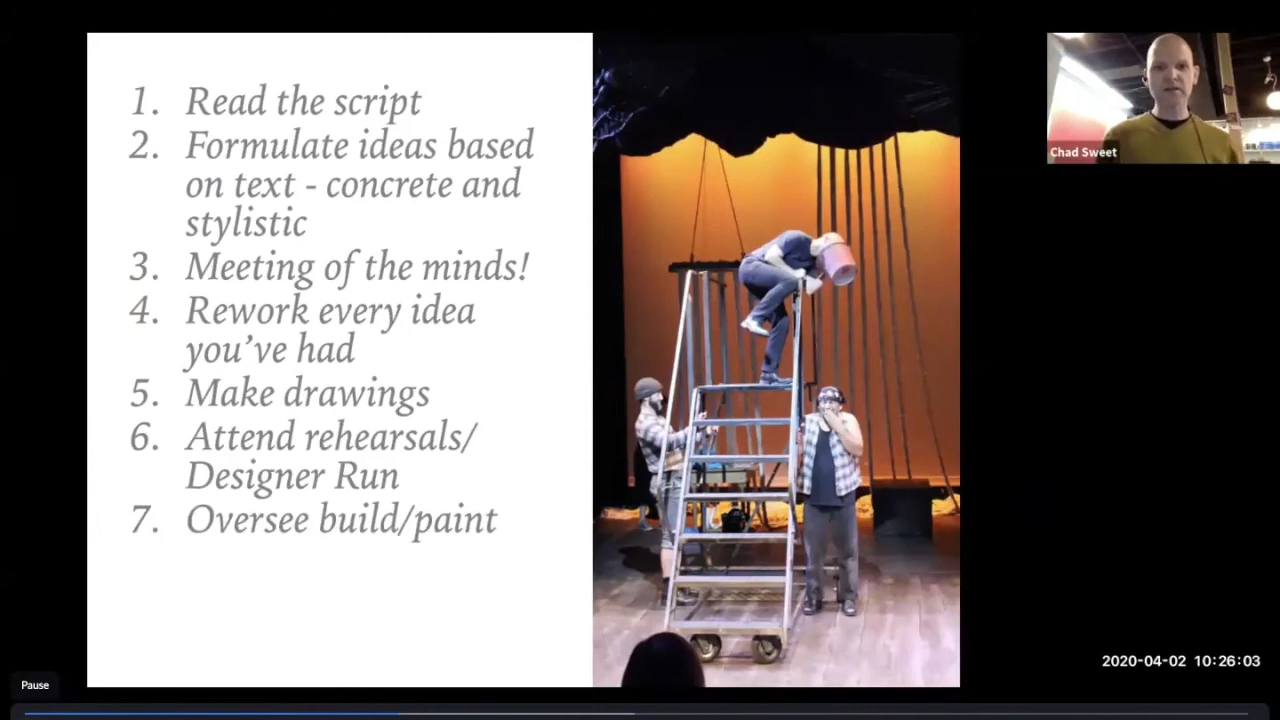 1. Read the script
2. Formulate ideas based
on text - concrete and
stylistic
3. Meeting of the minds!
4. Rework every idea
you've had
5. Make drawings
6. Attend rehearsals/
Designer Run
7. Oversee build/paint
Chad Sweet
2020-04-02 10:26:03
Pause